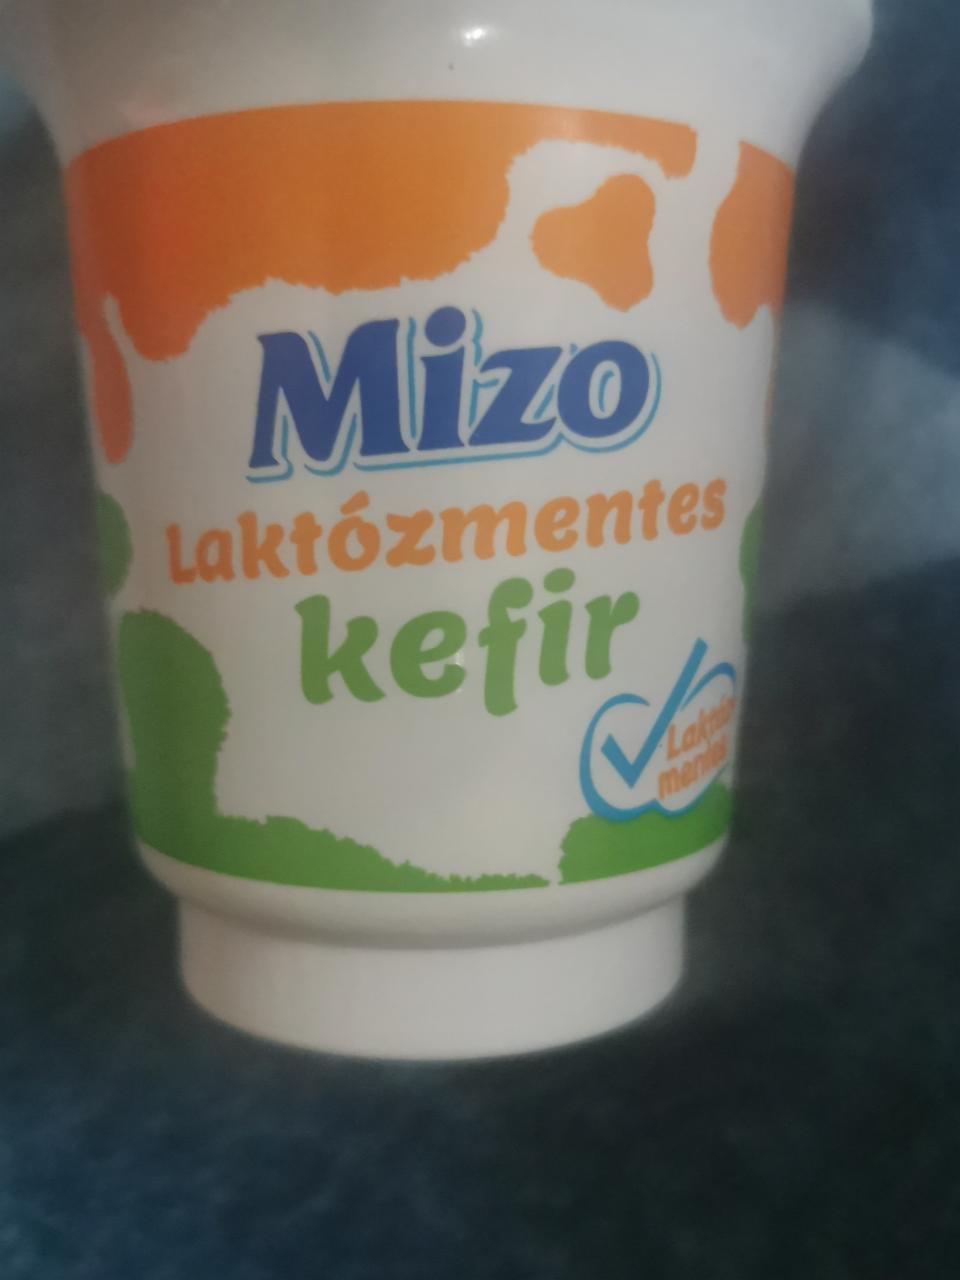 Mizo
Laktózmentes
kefir
Laktóz
mentes